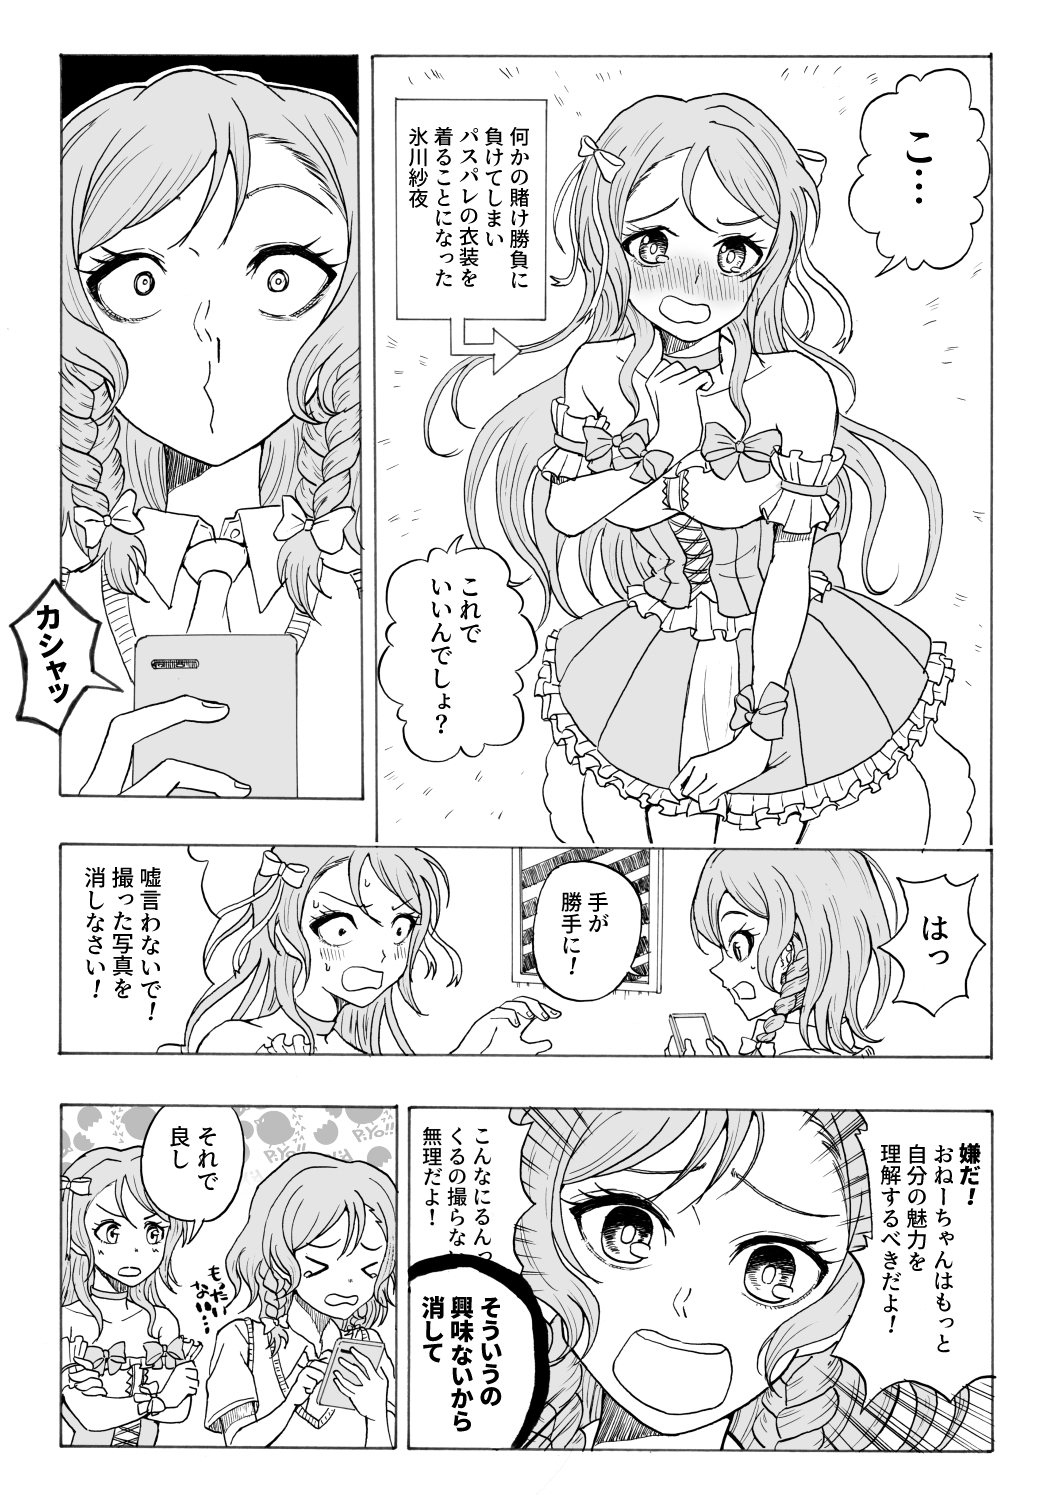 こ…
何かの賭け勝負に
負けてしまい
パスパレの衣装を
着ることになった
氷川紗夜
これで
いいんでしょ？
カシャッ
はっ
手が
勝手に！
嘘言わないで！
撮った写真を
消しなさい！
嫌だ！
おねーちゃんはもっと
自分の魅力を
理解するべきだよ！
こんなにるんっ
くるの撮らない
無理だよ！
そういうの
興味ないから
消して
それで
良し
もったい
ない…
Pi.Yo!!